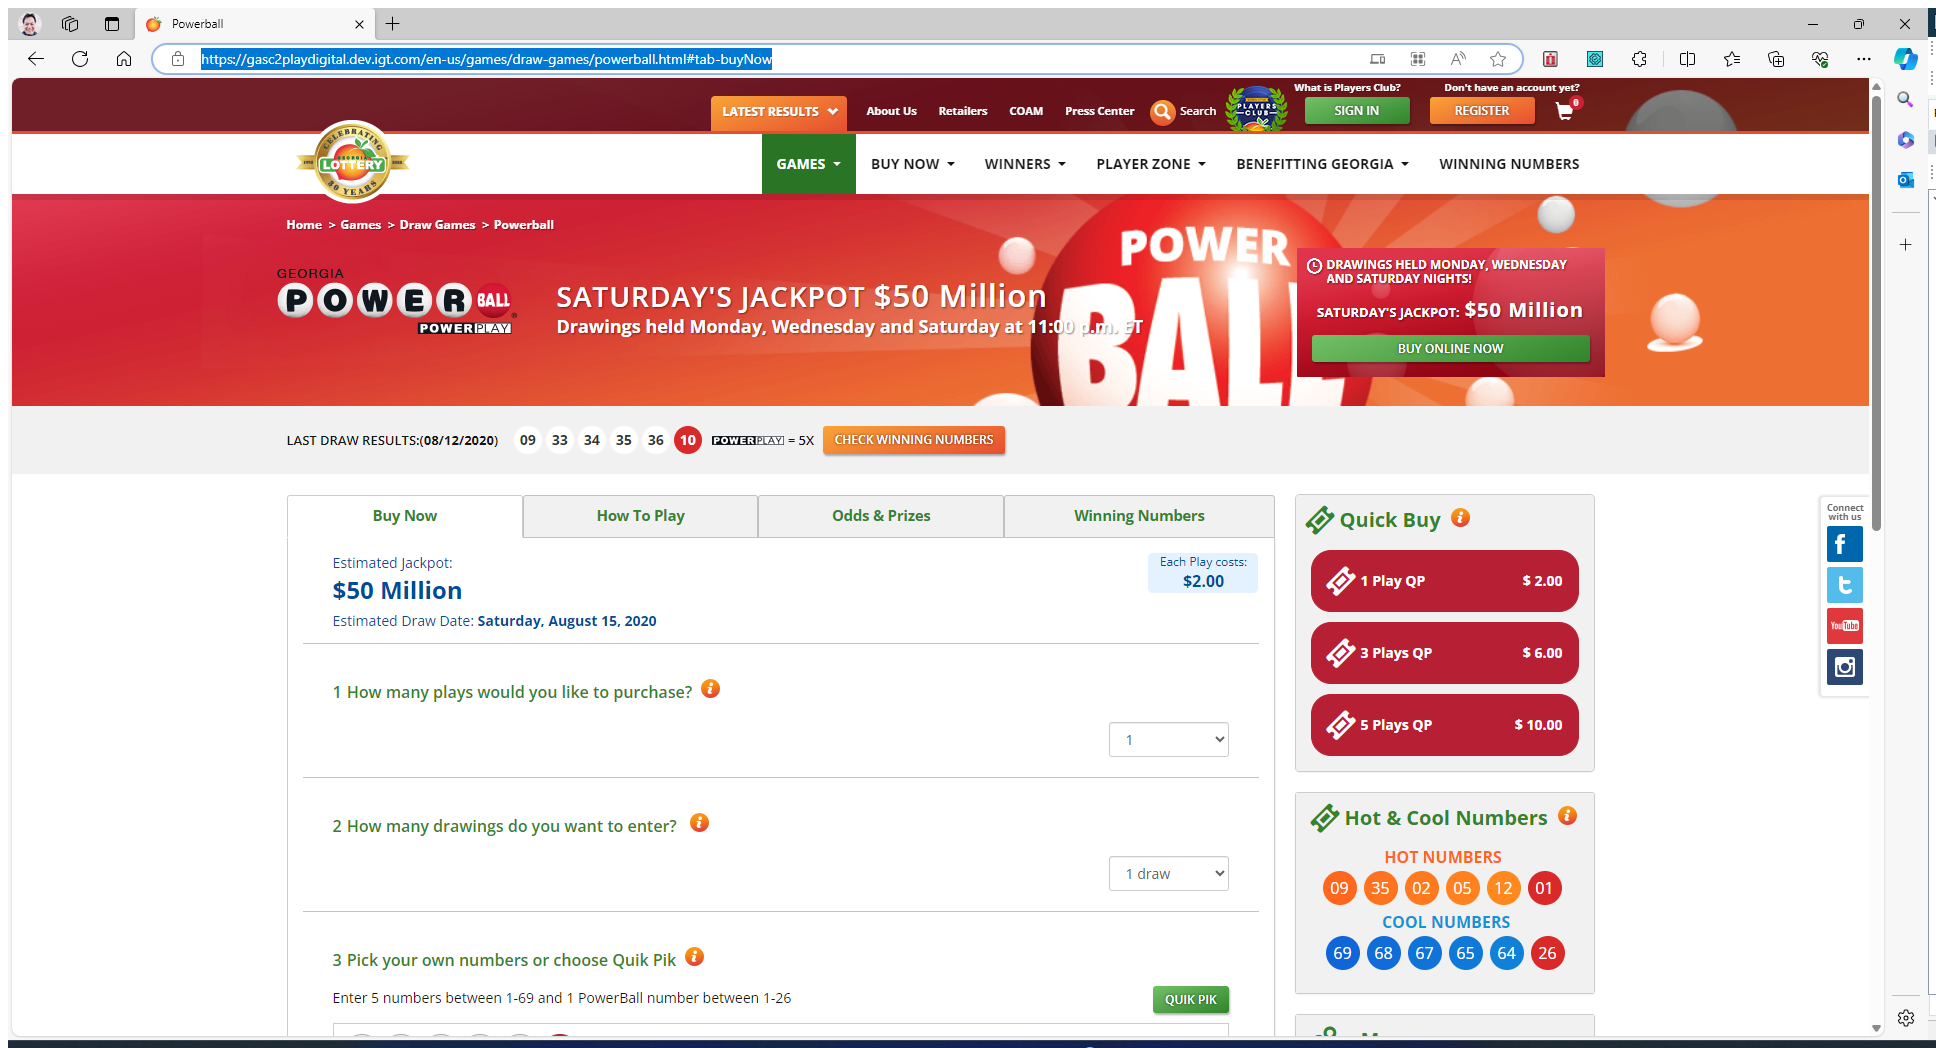 Powerball
https://gasc2playdigital.dev.igt.com/en-us/games/draw-games/powerball.html#tab-buyNow
What is Players Club? Don't have an account yet?
LATEST RESULTS About Us Retailers COAM Press Center Search PLAYERS CLUB SIGN IN REGISTER 0
CELEBRATING
GEORGIA
LOTTERY
30 YEARS
GAMES BUY NOW WINNERS PLAYER ZONE BENEFITTING GEORGIA WINNING NUMBERS
Home > Games > Draw Games > Powerball
GEORGIA
POWER BALL
POWERPLAY
SATURDAY'S JACKPOT $50 Million
Drawings held Monday, Wednesday and Saturday at 11:00 p.m. ET
POWER
BALL
DRAWINGS HELD MONDAY, WEDNESDAY
AND SATURDAY NIGHTS!
SATURDAY'S JACKPOT: $50 Million
BUY ONLINE NOW
LAST DRAW RESULTS:(08/12/2020) 09 33 34 35 36 10 POWERPLAY = 5X CHECK WINNING NUMBERS
Buy Now How To Play Odds & Prizes Winning Numbers
Estimated Jackpot:
$50 Million
Estimated Draw Date: Saturday, August 15, 2020
Each Play costs:
$2.00
1 How many plays would you like to purchase?
1
2 How many drawings do you want to enter?
1 draw
3 Pick your own numbers or choose Quik Pik
Enter 5 numbers between 1-69 and 1 PowerBall number between 1-26
QUIK PIK
Quick Buy
1 Play QP $ 2.00
3 Plays QP $ 6.00
5 Plays QP $ 10.00
Hot & Cool Numbers
HOT NUMBERS
09 35 02 05 12 01
COOL NUMBERS
69 68 67 65 64 26
Connect
with us
YouTube